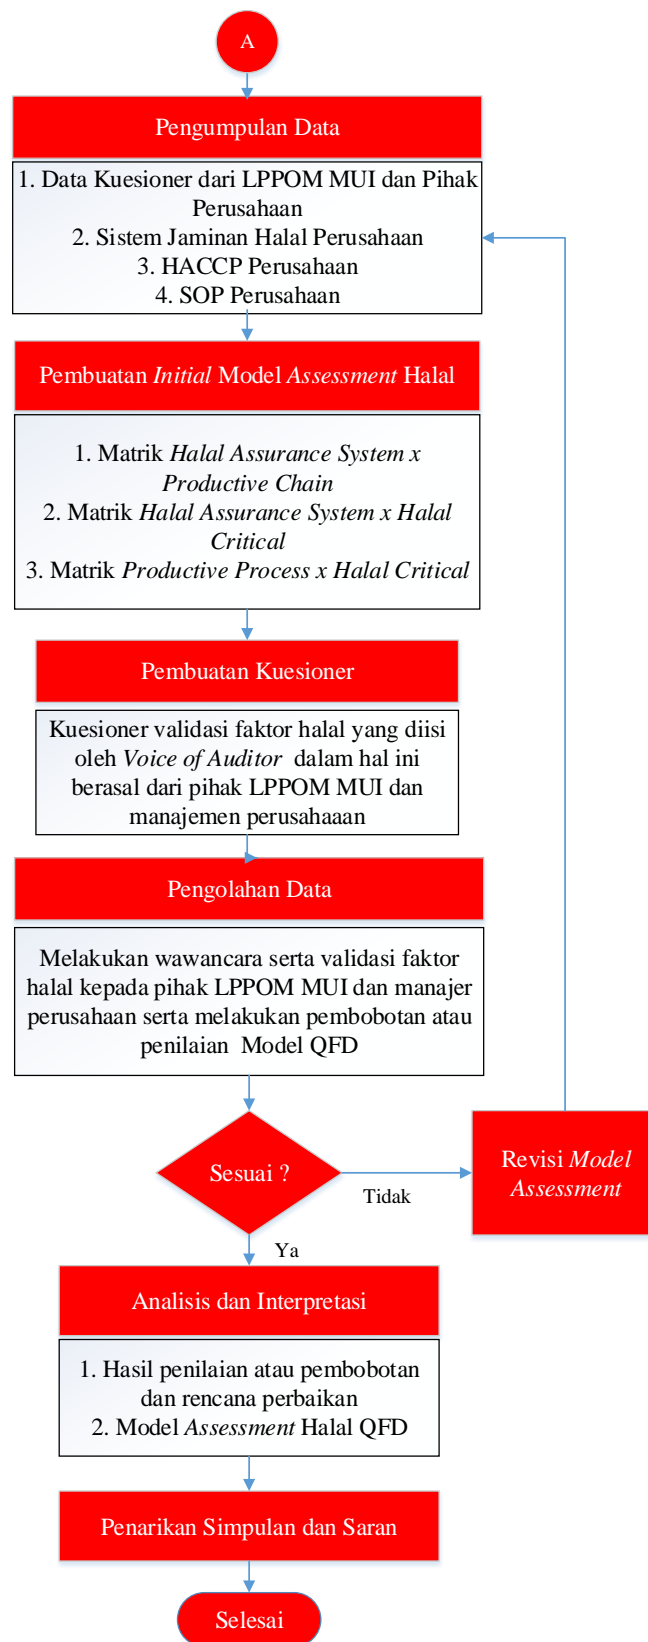 A
Pengumpulan Data
1. Data Kuesioner dari LPPOM MUI dan Pihak
Perusahaan
2. Sistem Jaminan Halal Perusahaan
3. HACCP Perusahaan
4. SOP Perusahaan
Pembuatan Initial Model Assessment Halal
1. Matrik Halal Assurance System x
Productive Chain
2. Matrik Halal Assurance System x Halal
Critical
3. Matrik Productive Process x Halal Critical
Pembuatan Kuesioner
Kuesioner validasi faktor halal yang diisi
oleh Voice of Auditor dalam hal ini
berasal dari pihak LPPOM MUI dan
manajemen perusahaaan
Pengolahan Data
Melakukan wawancara serta validasi faktor
halal kepada pihak LPPOM MUI dan manajer
perusahaan serta melakukan pembobotan atau
penilaian Model QFD
Sesuai ?
Tidak
Revisi Model
Assessment
Ya
Analisis dan Interpretasi
1. Hasil penilaian atau pembobotan
dan rencana perbaikan
2. Model Assessment Halal QFD
Penarikan Simpulan dan Saran
Selesai